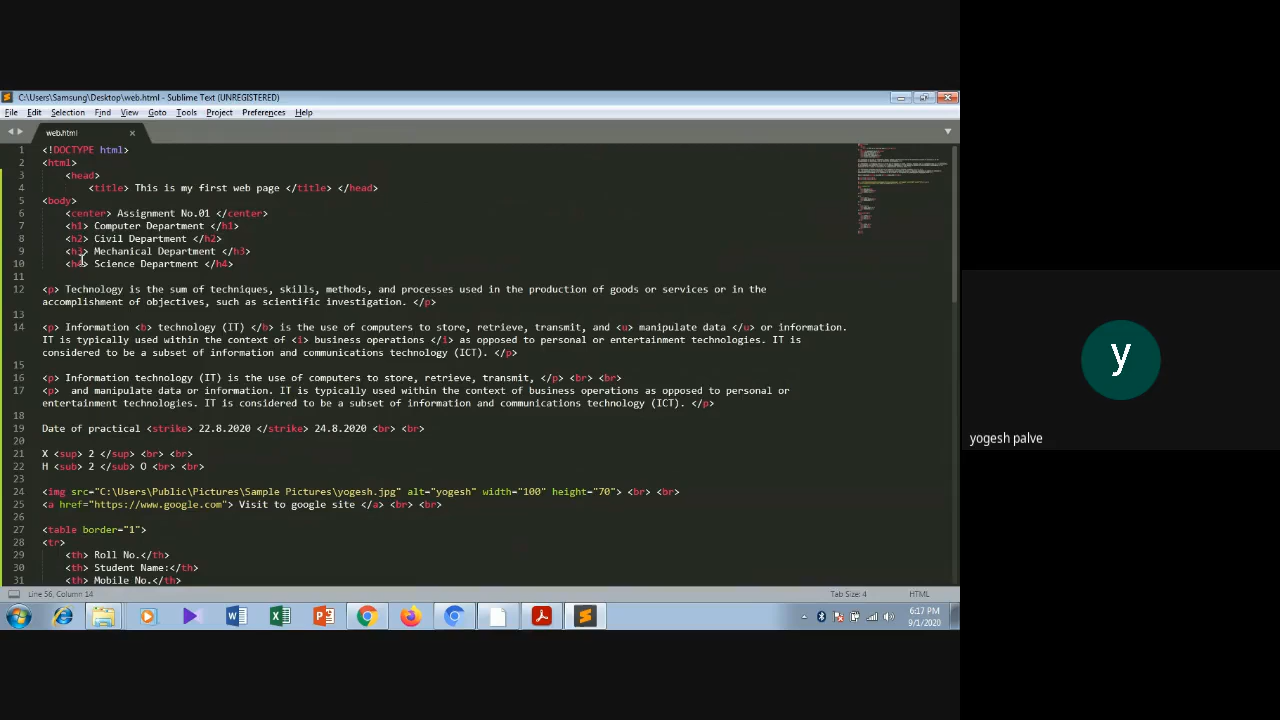 C:\Users\Samsung\Desktop\web.html - Sublime Text (UNREGISTERED)
File Edit Selection Find View Goto Tools Project Preferences Help
web.html
1 <!DOCTYPE html>
2 <html>
3 <head>
4 <title> This is my first web page </title> </head>
5 <body>
6 <center> Assignment No.01 </center>
7 <h1> Computer Department </h1>
8 <h2> Civil Department </h2>
9 <h3> Mechanical Department </h3>
10 <h4> Science Department </h4>
11
12 <p> Technology is the sum of techniques, skills, methods, and processes used in the production of goods or services or in the
accomplishment of objectives, such as scientific investigation. </p>
13
14 <p> Information <b> technology (IT) </b> is the use of computers to store, retrieve, transmit, and <u> manipulate data </u> or information.
IT is typically used within the context of <i> business operations </i> as opposed to personal or entertainment technologies. IT is
considered to be a subset of information and communications technology (ICT). </p>
15
16 <p> Information technology (IT) is the use of computers to store, retrieve, transmit, </p> <br> <br>
17 <p> and manipulate data or information. IT is typically used within the context of business operations as opposed to personal or
entertainment technologies. IT is considered to be a subset of information and communications technology (ICT). </p>
18
19 Date of practical <strike> 22.8.2020 </strike> 24.8.2020 <br> <br>
20
21 X <sup> 2 </sup> <br> <br>
22 H <sub> 2 </sub> O <br> <br>
23
24 <img src="C:\Users\Public\Pictures\Sample Pictures\yogesh.jpg" alt="yogesh" width="100" height="70"> <br> <br>
25 <a href="https://www.google.com"> Visit to google site </a> <br> <br>
26
27 <table border="1">
28 <tr>
29 <th> Roll No.</th>
30 <th> Student Name:</th>
31 <th> Mobile No.</th>
Line 56, Column 14 Tab Size: 4 HTML
6:17 PM
9/1/2020
y
yogesh palve